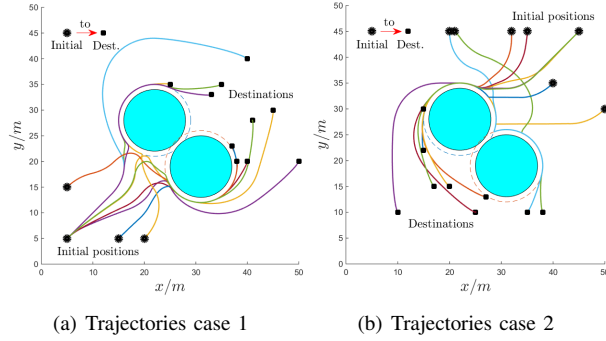 50
45
40
35
30
25
20
15
10
5
0
y/m
to
Initial
Dest.
Destinations
Initial positions
0 10 20 30 40 50
x/m
(a) Trajectories case 1
50
45
40
35
30
25
20
15
10
5
0
y/m
to
Initial
Dest.
Initial positions
Destinations
0 10 20 30 40 50
x/m
(b) Trajectories case 2